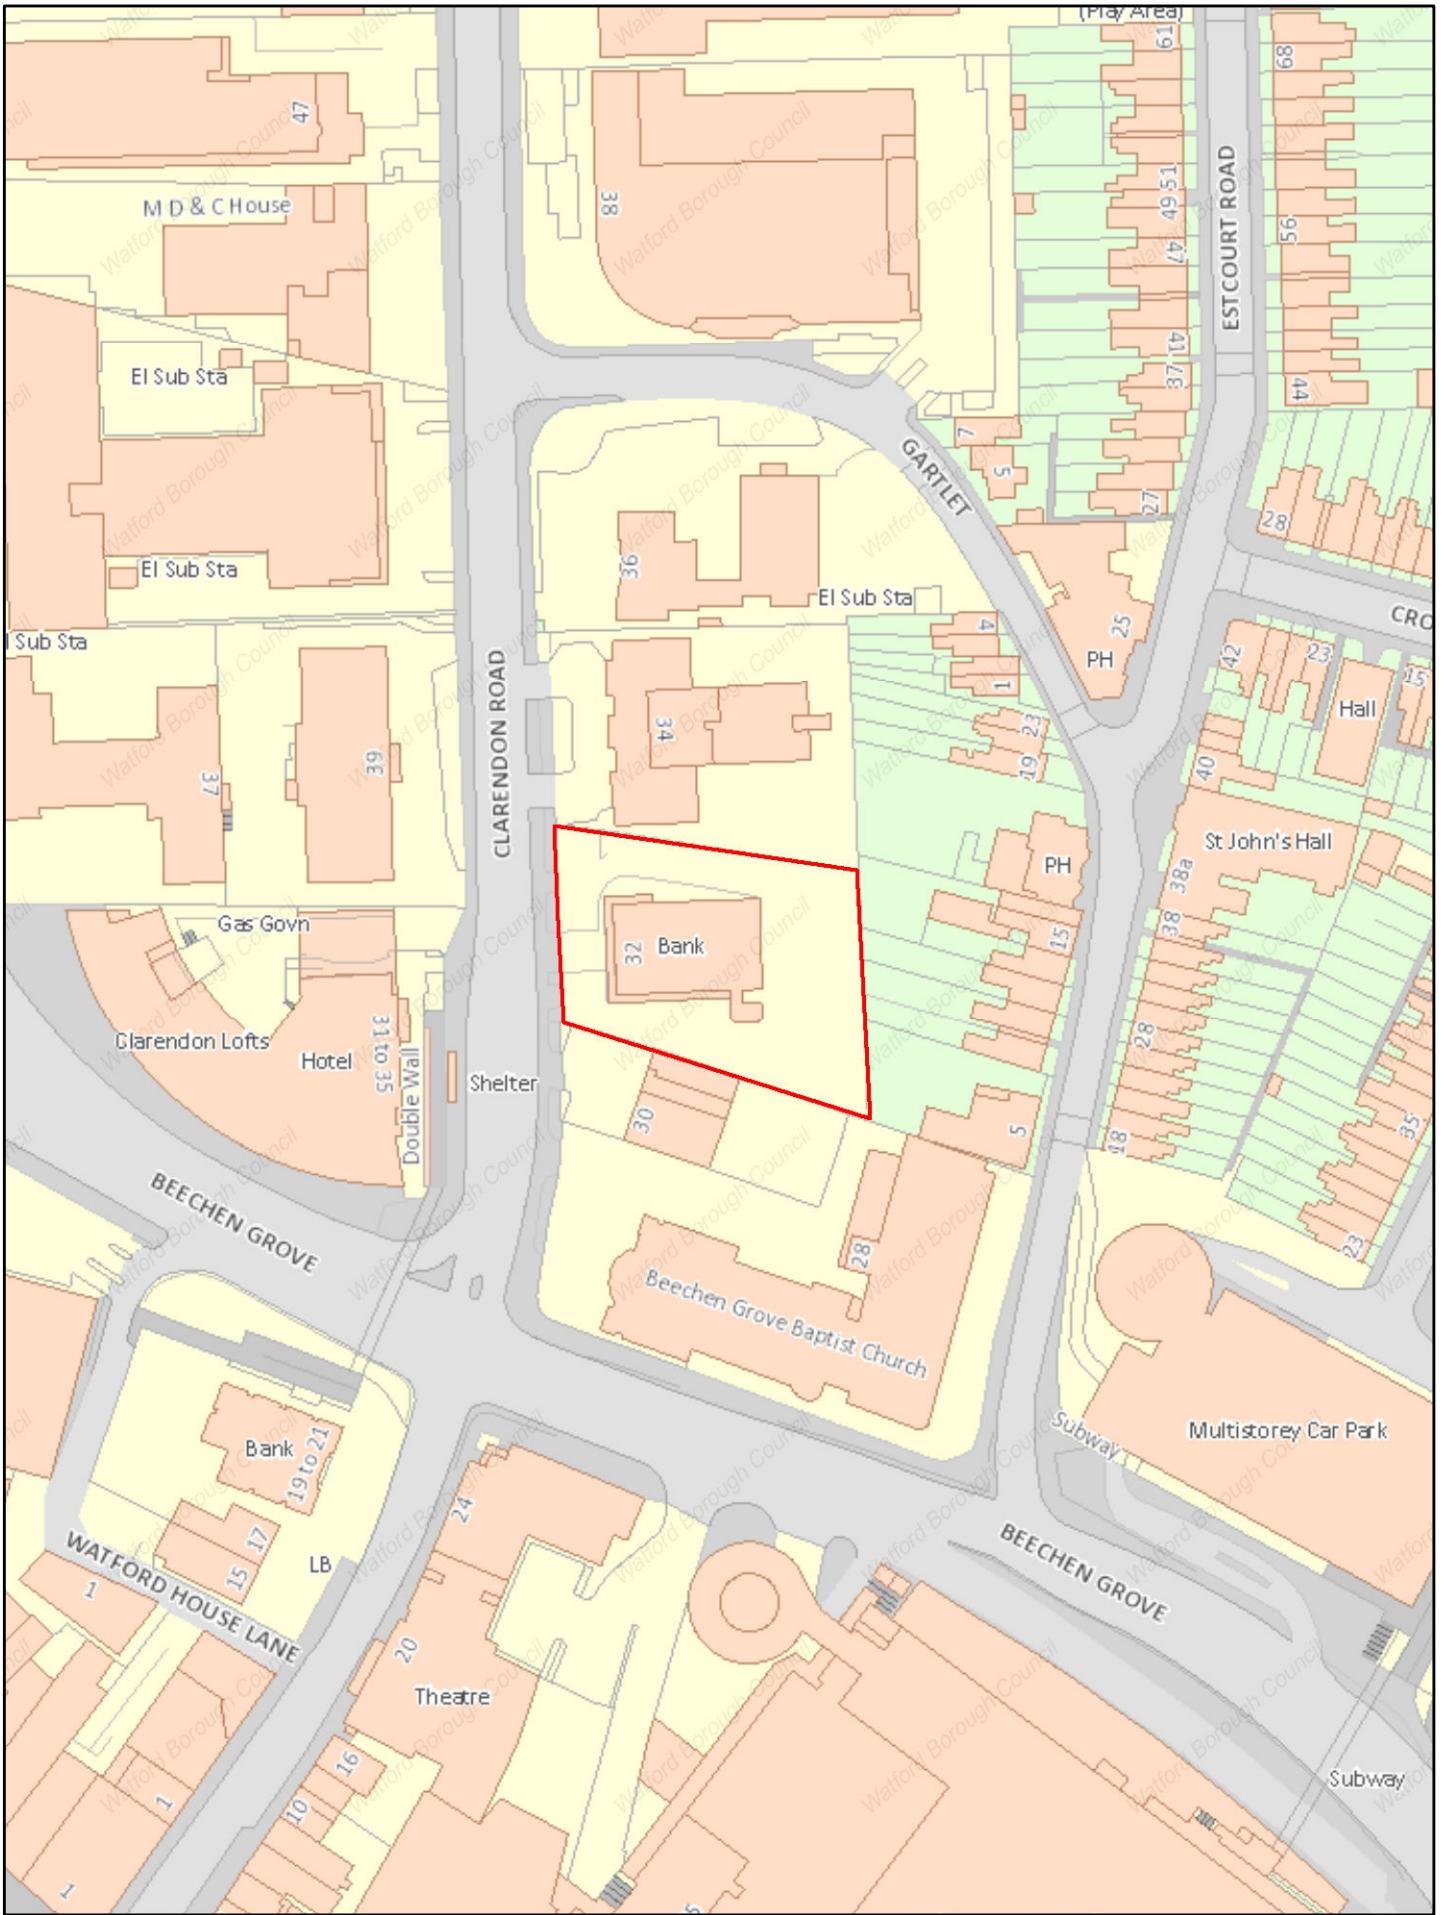 (Play Area)
61
68
47
38
M D & C House
49 51
47
ESTCOURT ROAD
56
El Sub Sta
41
37
44
GARTLET
7
5
27
28
El Sub Sta
36
El Sub Sta
4
25
PH
CRO
l Sub Sta
CLARENDON ROAD
1
42
23
15
Hall
34
23
19
40
37
39
St John's Hall
PH
38a
38
Gas Govn
32
Bank
15
Clarendon Lofts
Hotel
31 to 35
Double Wall
Shelter
28
30
5
18
35
BEECHEN GROVE
28
23
Beechen Grove Baptist Church
Bank
19 to 21
Subway
Multistorey Car Park
24
17
15
LB
WATFORD HOUSE LANE
1
BEECHEN GROVE
20
Theatre
16
10
1
Subway
1
Watford Borough Council